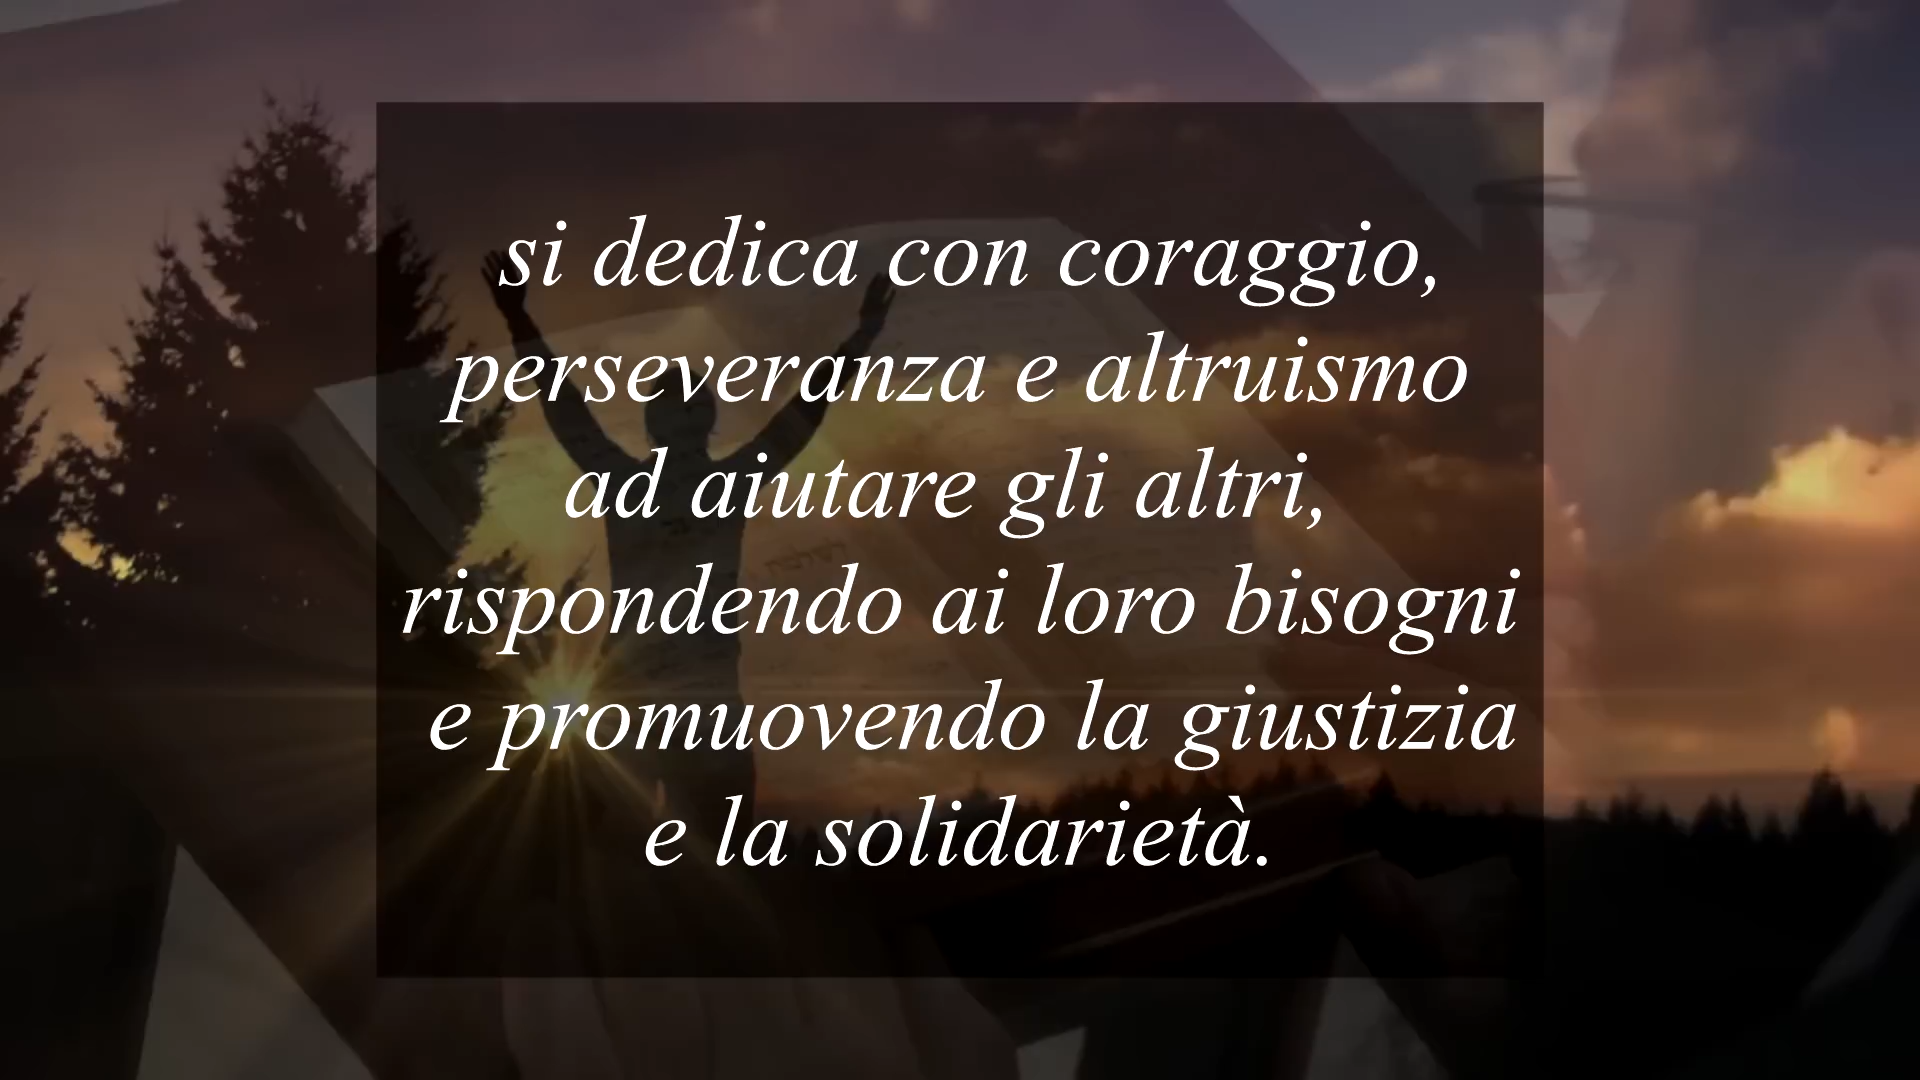 si dedica con coraggio,
perseveranza e altruismo
ad aiutare gli altri,
rispondendo ai loro bisogni
e promuovendo la giustizia
e la solidarietà.